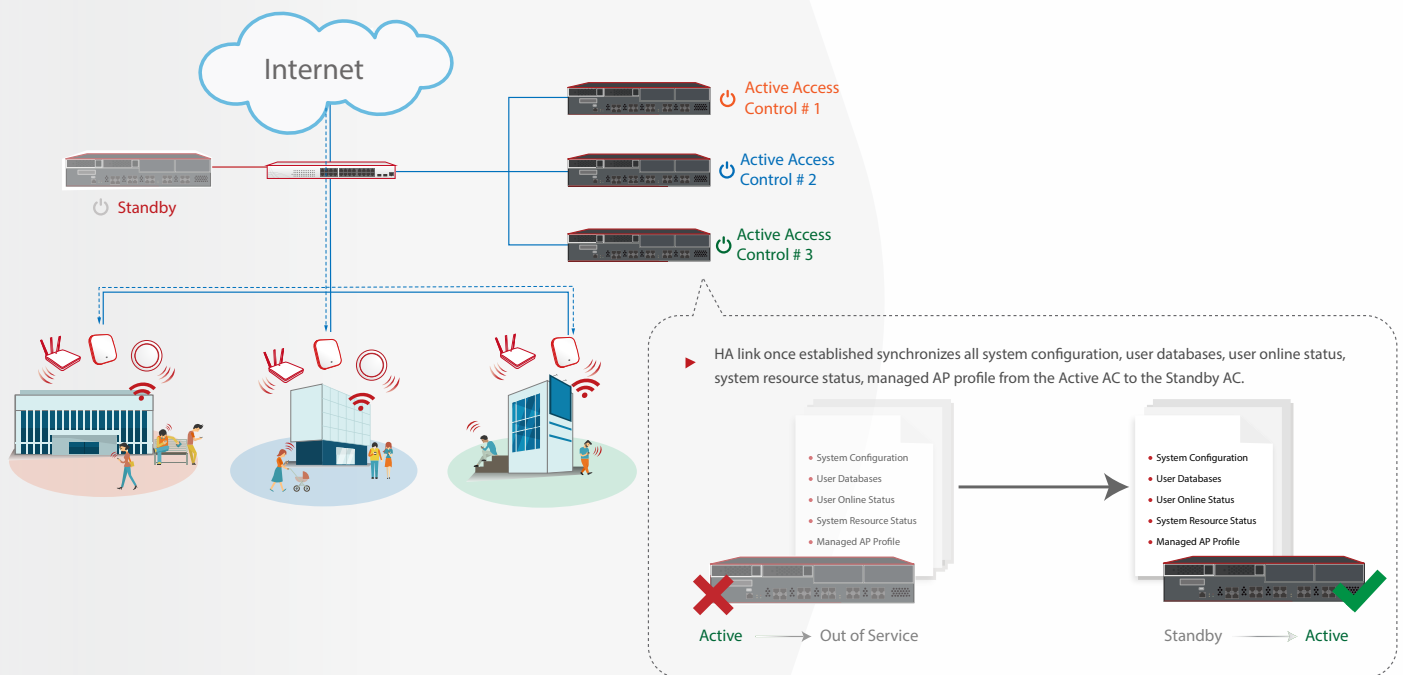 Internet
Active Access
Control # 1
Active Access
Control # 2
Standby
Active Access
Control # 3
HA link once established synchronizes all system configuration, user databases, user online status,
system resource status, managed AP profile from the Active AC to the Standby AC.
• System Configuration
• User Databases
• User Online Status
• System Resource Status
• Managed AP Profile
• System Configuration
• User Databases
• User Online Status
• System Resource Status
• Managed AP Profile
Active Out of Service
Standby Active